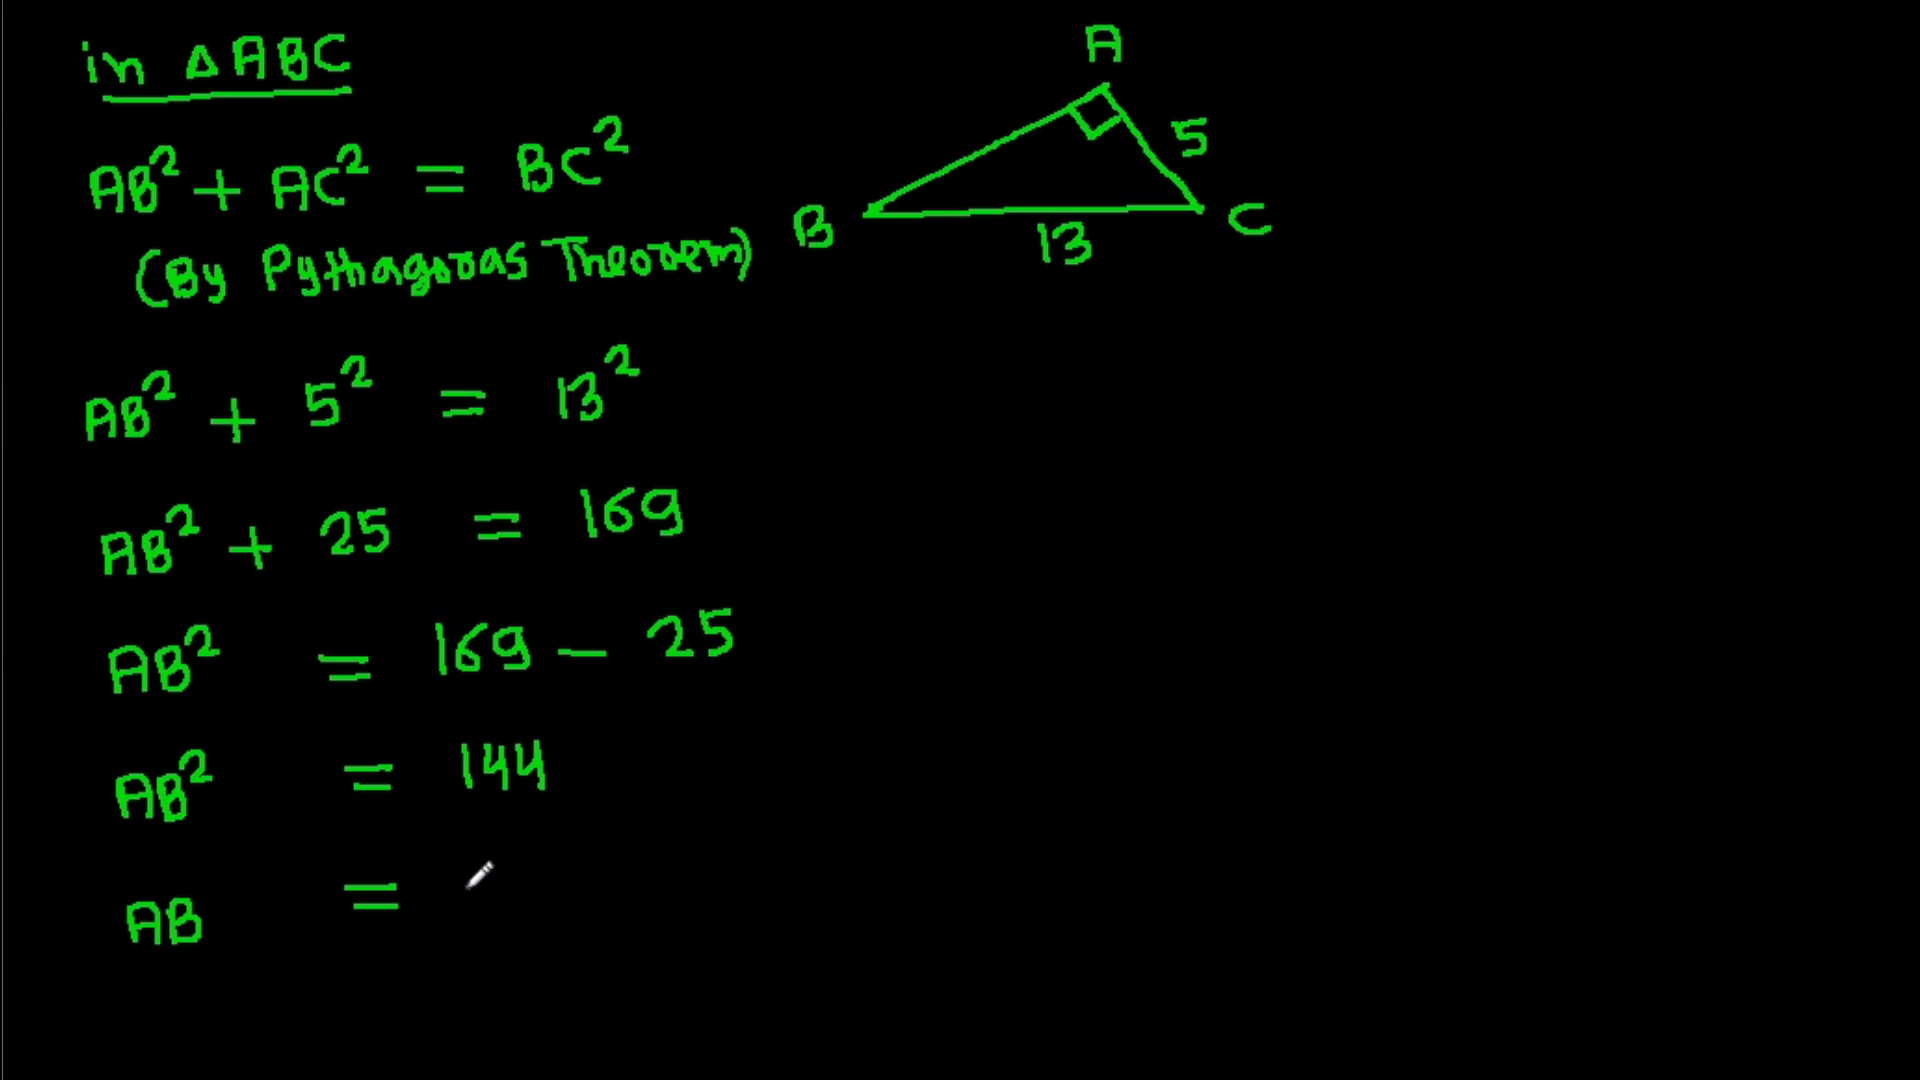 in △ABC
AB² + AC² = BC²
(By Pythagoras Theorem)
AB² + 5² = 13²
AB² + 25 = 169
AB² = 169 - 25
AB² = 144
AB =
A
5
B
13
C